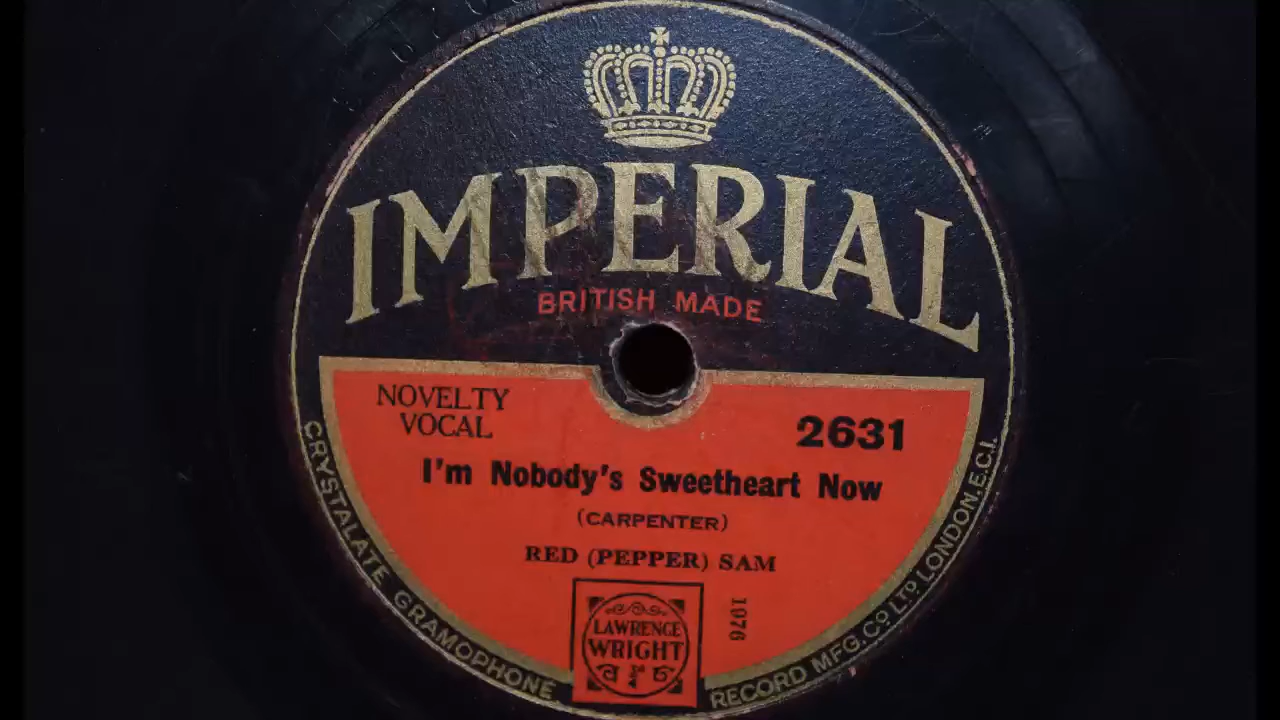 IMPERIAL
BRITISH MADE
NOVELTY
VOCAL
2631
I'm Nobody's Sweetheart Now
(CARPENTER)
RED (PEPPER) SAM
1076
LAWRENCE
WRIGHT
CRYSTALATE GRAMOPHONE RECORD MFG. CO LTD LONDON. E.C.1.